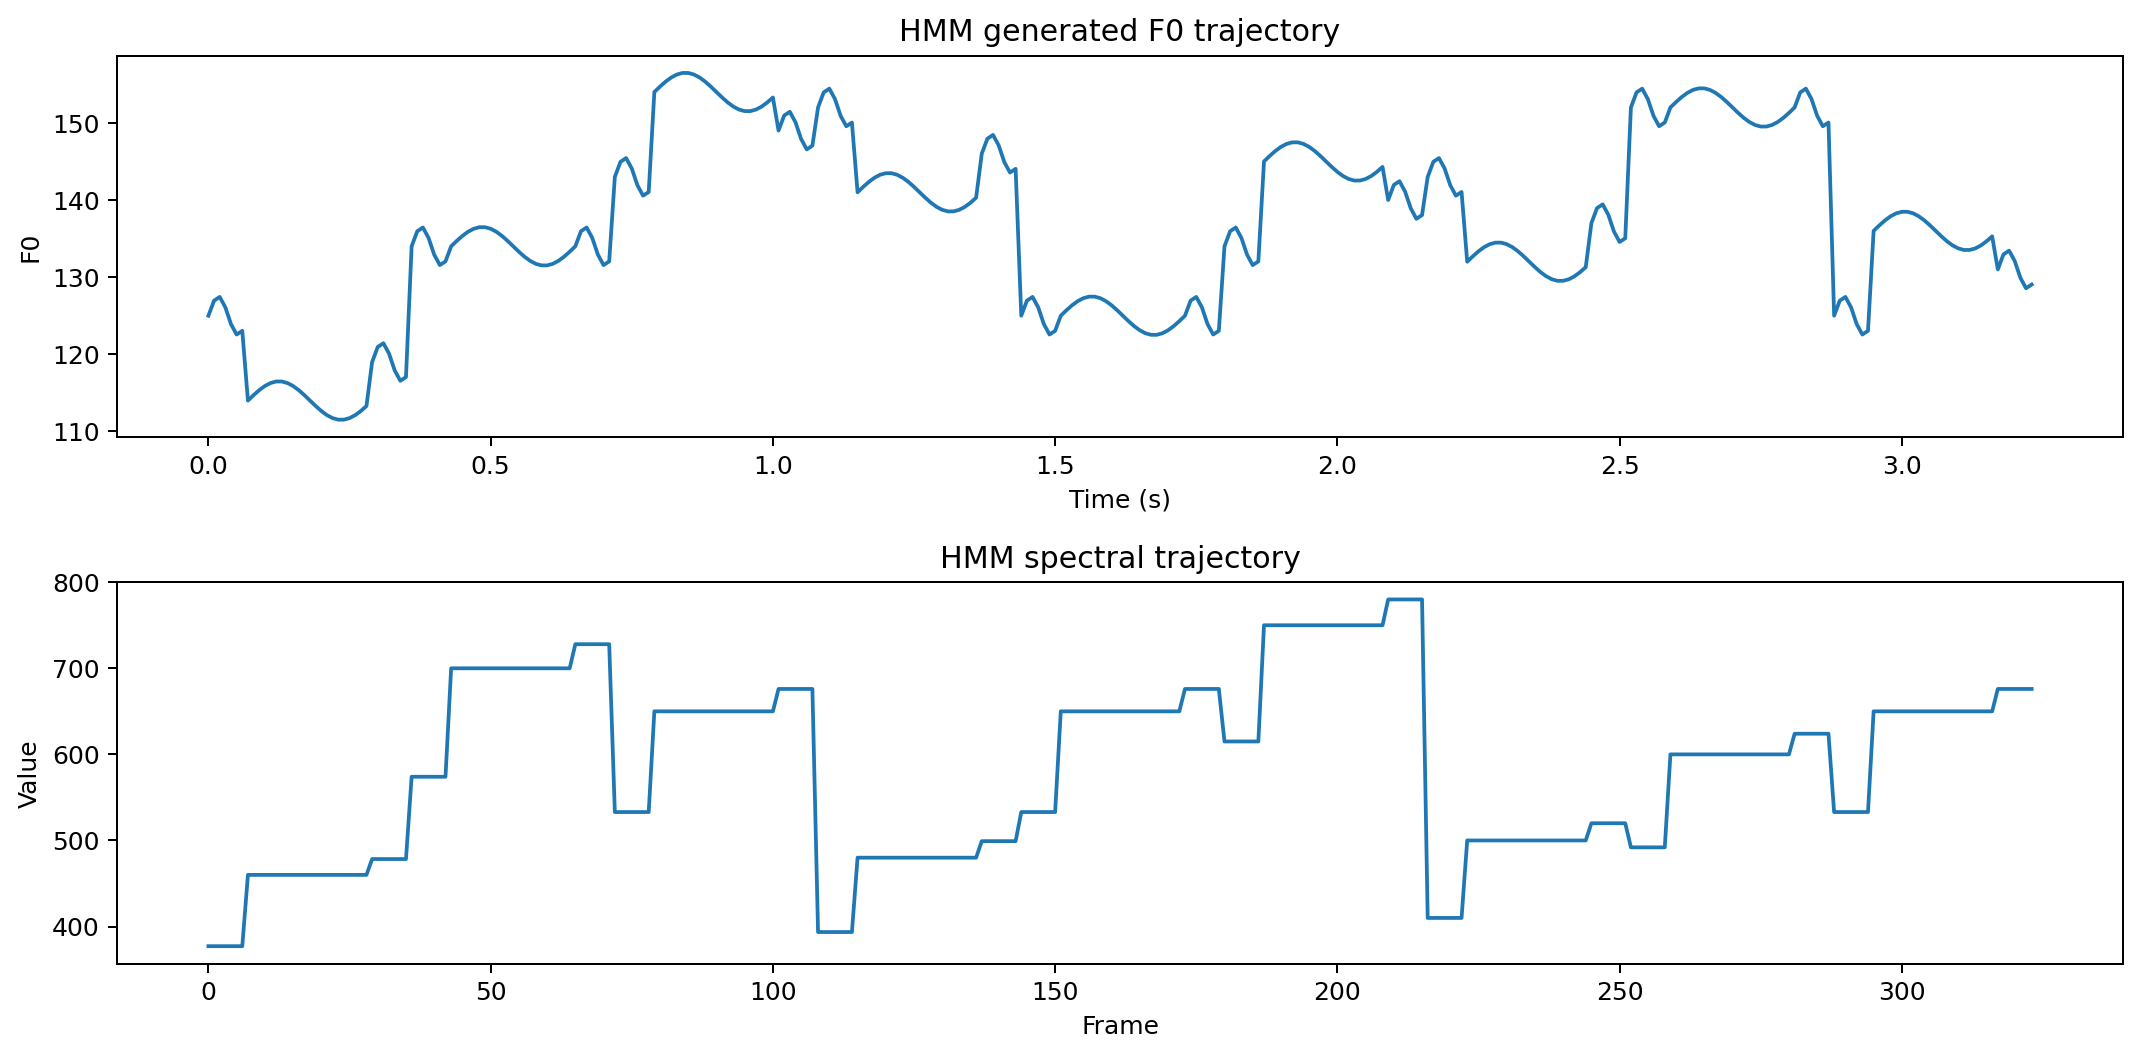 HMM generated F0 trajectory
150
140
130
120
110
F0
0.0 0.5 1.0 1.5 2.0 2.5 3.0
Time (s)
HMM spectral trajectory
800
700
600
500
400
Value
0 50 100 150 200 250 300
Frame